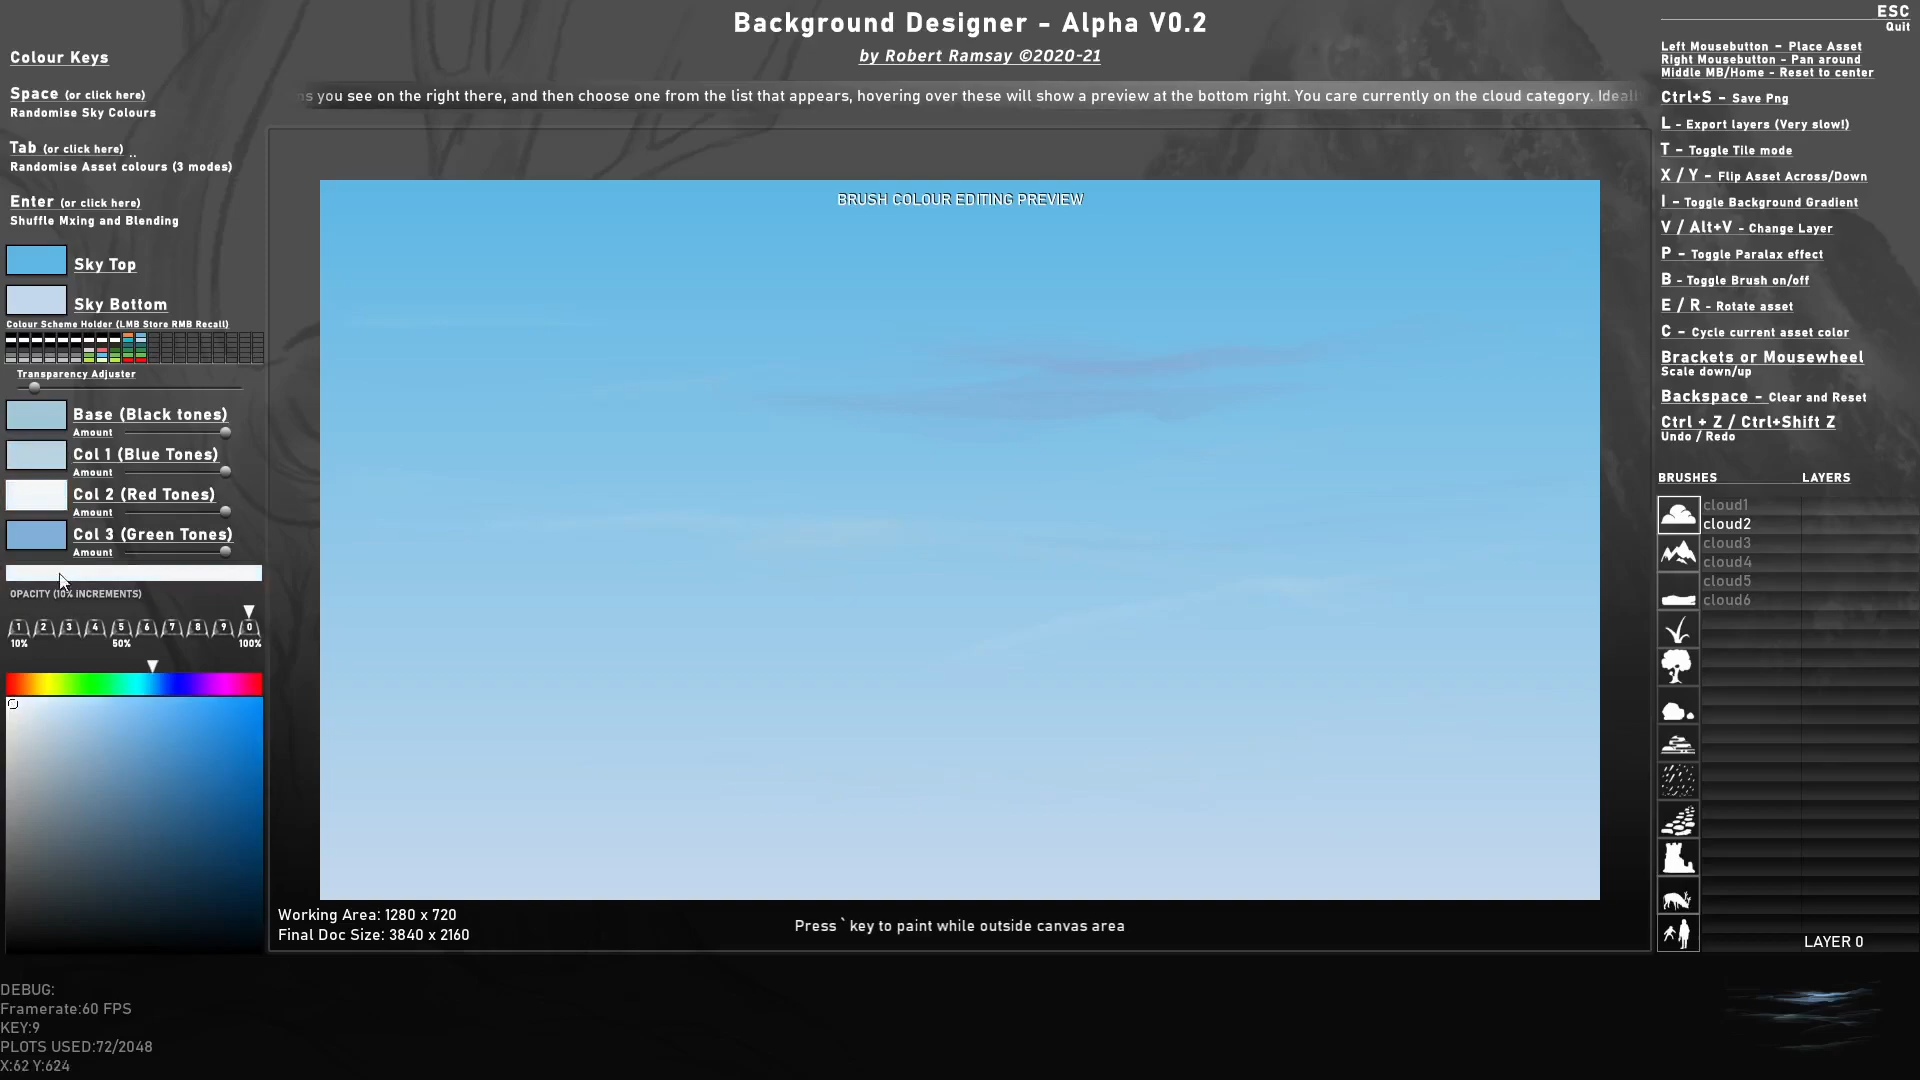 Background Designer - Alpha V0.2
by Robert Ramsay ©2020-21
ns you see on the right there, and then choose one from the list that appears, hovering over these will show a preview at the bottom right. You care currently on the cloud category. Ideall
Colour Keys
Space (or click here)
Randomise Sky Colours
Tab (or click here) ..
Randomise Asset colours (3 modes)
Enter (or click here)
Shuffle Mxing and Blending
Sky Top
Sky Bottom
Colour Scheme Holder (LMB Store RMB Recall)
Transparency Adjuster
Base (Black tones)
Amount
Col 1 (Blue Tones)
Amount
Col 2 (Red Tones)
Amount
Col 3 (Green Tones)
Amount
OPACITY (10% INCREMENTS)
1 2 3 4 5 6 7 8 9 0
10% 50% 100%
BRUSH COLOUR EDITING PREVIEW
Working Area: 1280 x 720
Final Doc Size: 3840 x 2160
Press ` key to paint while outside canvas area
ESC
Quit
Left Mousebutton - Place Asset
Right Mousebutton - Pan around
Middle MB/Home - Reset to center
Ctrl+S - Save Png
L - Export layers (Very slow!)
T - Toggle Tile mode
X / Y - Flip Asset Across/Down
I - Toggle Background Gradient
V / Alt+V - Change Layer
P - Toggle Paralax effect
B - Toggle Brush on/off
E / R - Rotate asset
C - Cycle current asset color
Brackets or Mousewheel
Scale down/up
Backspace - Clear and Reset
Ctrl + Z / Ctrl+Shift Z
Undo / Redo
BRUSHES LAYERS
cloud1
cloud2
cloud3
cloud4
cloud5
cloud6
LAYER 0
DEBUG:
Framerate:60 FPS
KEY:9
PLOTS USED:72/2048
X:62 Y:624